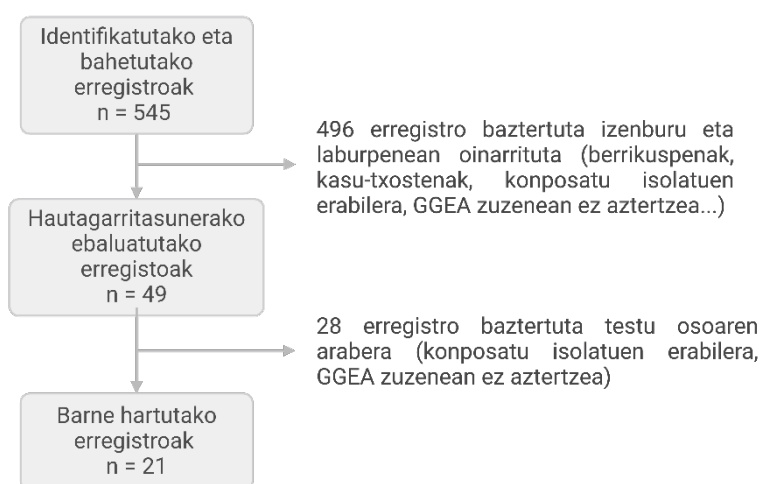 Identifikatutako eta
bahetutako
erregistroak
n = 545
496 erregistro baztertuta izenburu eta
laburpenean oinarrituta (berrikuspenak,
kasu-txostenak, konposatu isolatuen
erabilera, GGEA zuzenean ez aztertzea...)
Hautagarritasunerako
ebaluatutako
erregistoak
n = 49
28 erregistro baztertuta testu osoaren
arabera (konposatu isolatuen erabilera,
GGEA zuzenean ez aztertzea)
Barne hartutako
erregistroak
n = 21